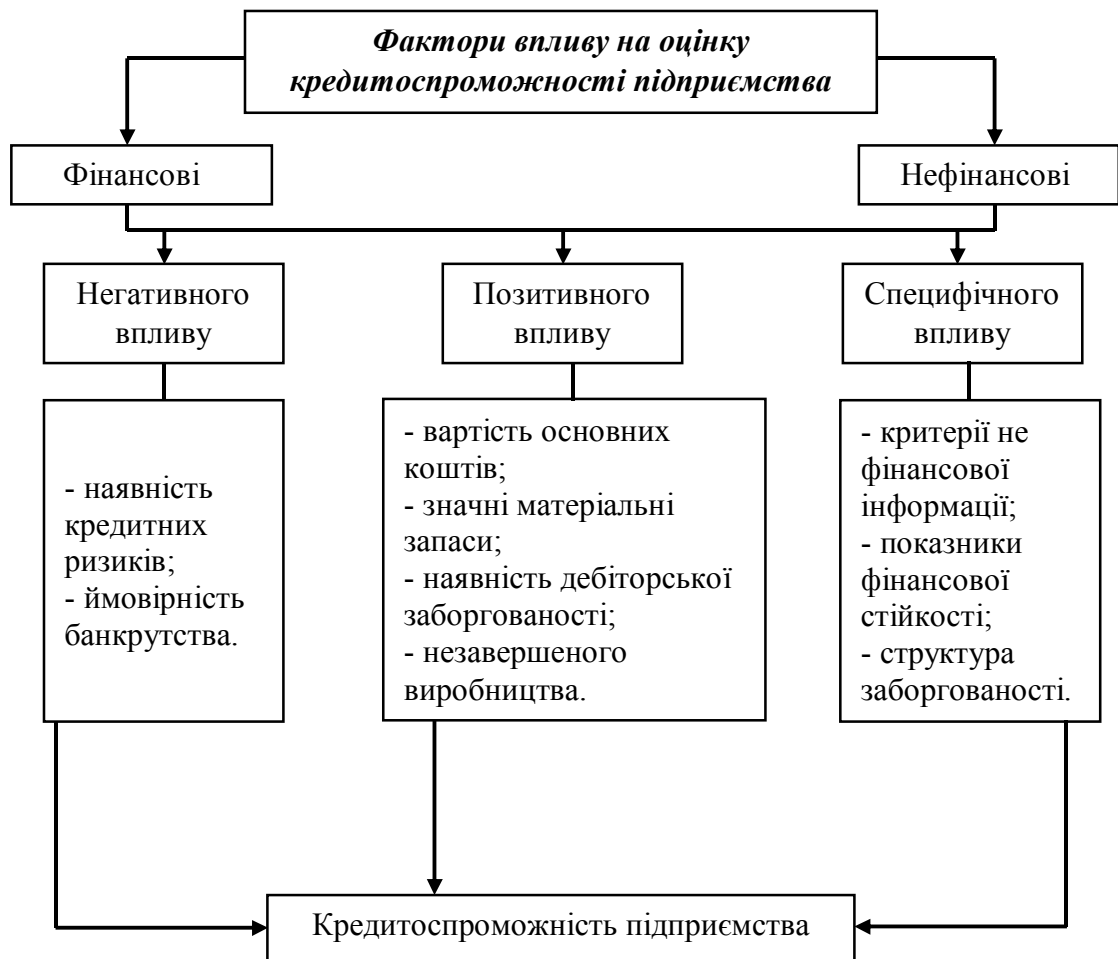 Фактори впливу на оцінку
кредитоспроможності підприємства
Фінансові
Нефінансові
Негативного
впливу
Позитивного
впливу
Специфічного
впливу
- наявність
кредитних
ризиків;
- ймовірність
банкрутства.
- вартість основних
коштів;
- значні матеріальні
запаси;
- наявність дебіторської
заборгованості;
- незавершеного
виробництва.
- критерії не
фінансової
інформації;
- показники
фінансової
стійкості;
- структура
заборгованості.
Кредитоспроможність підприємства